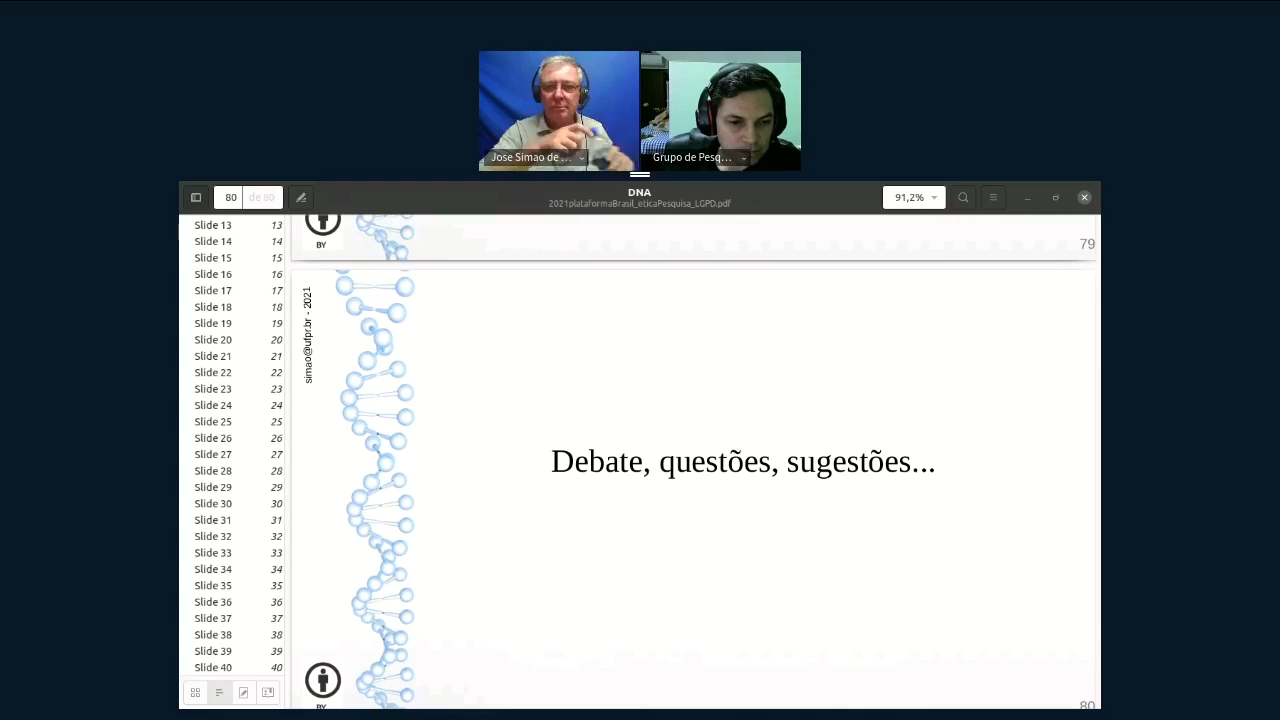 Jose Simao de ...
Grupo de Pesq...
80 de 80
DNA
2021plataformaBrasil_eticaPesquisa_LGPD.pdf
91,2%
Slide 13 13
Slide 14 14
Slide 15 15
Slide 16 16
Slide 17 17
Slide 18 18
Slide 19 19
Slide 20 20
Slide 21 21
Slide 22 22
Slide 23 23
Slide 24 24
Slide 25 25
Slide 26 26
Slide 27 27
Slide 28 28
Slide 29 29
Slide 30 30
Slide 31 31
Slide 32 32
Slide 33 33
Slide 34 34
Slide 35 35
Slide 36 36
Slide 37 37
Slide 38 38
Slide 39 39
Slide 40 40
BY
79
simao@ufpr.br - 2021
Debate, questões, sugestões...
BY
80